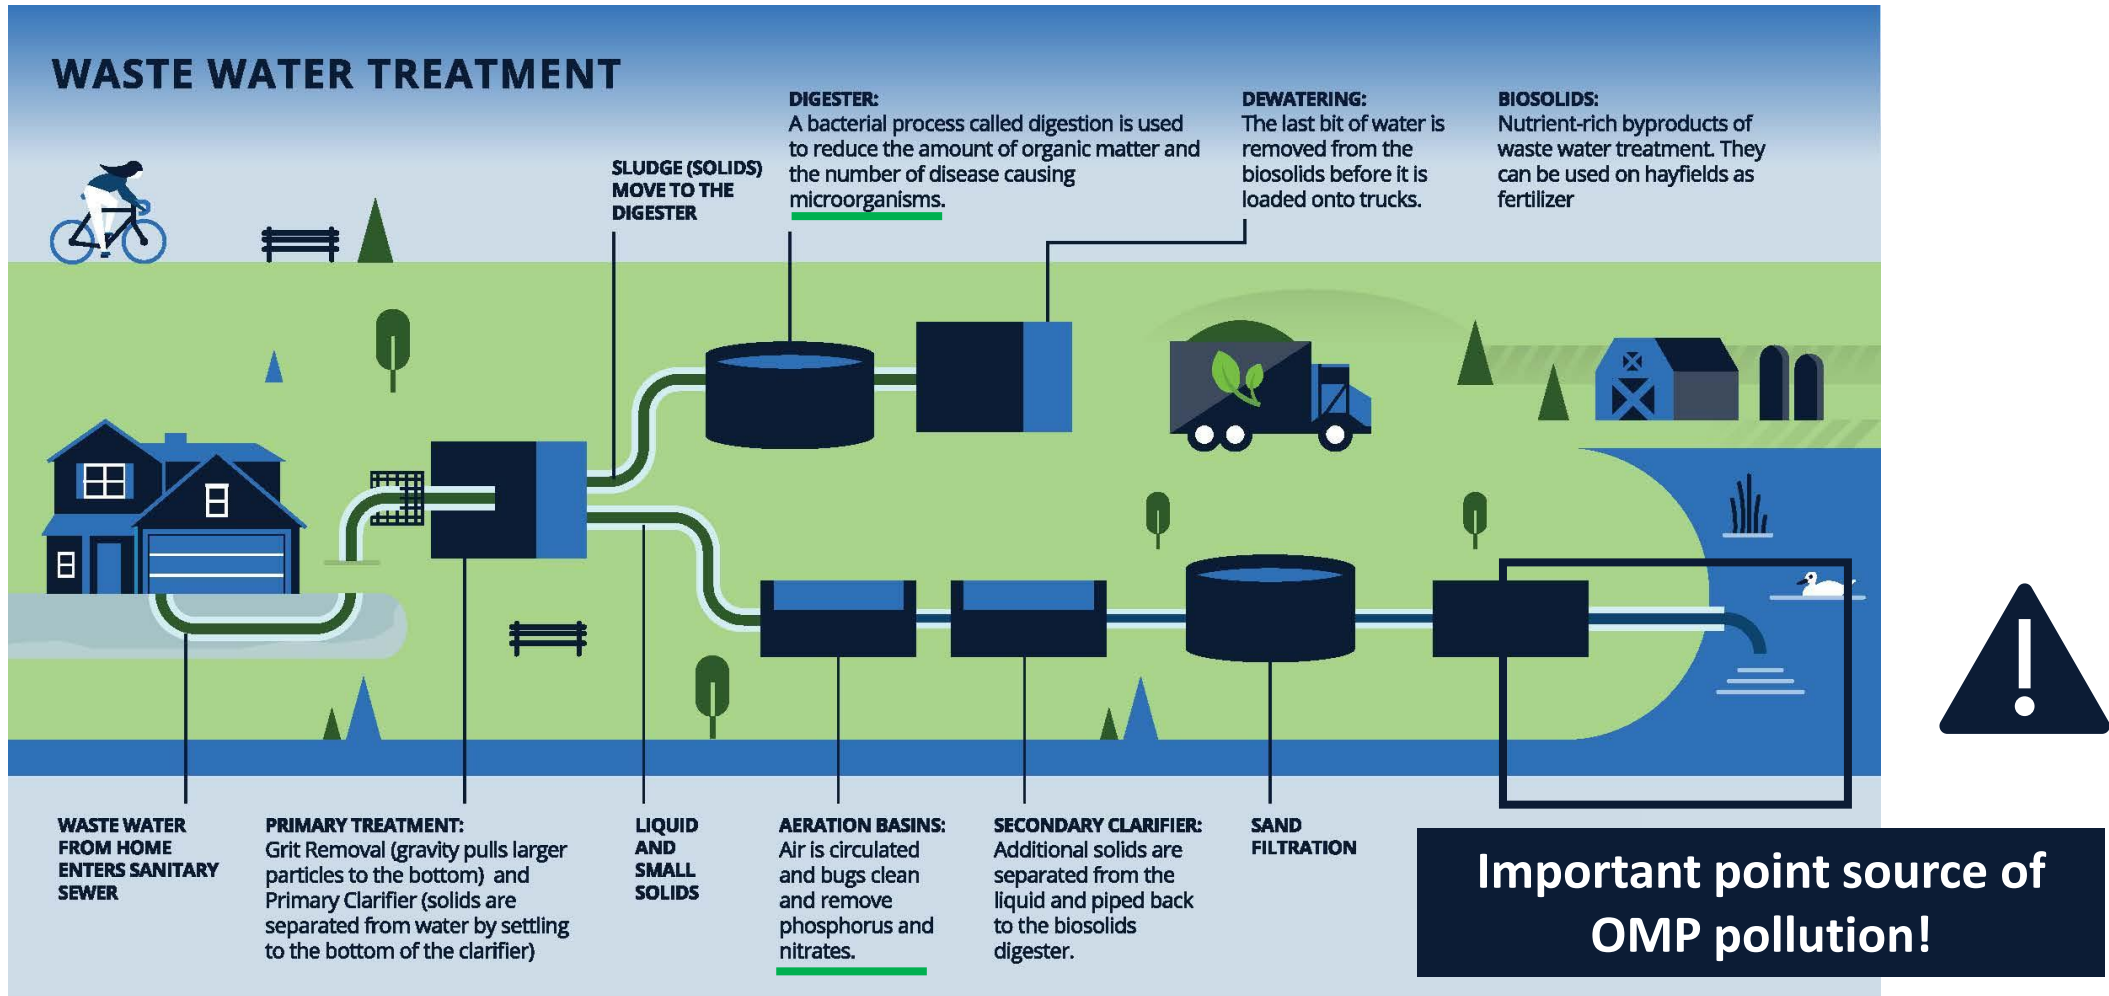 WASTE WATER TREATMENT
SLUDGE (SOLIDS)
MOVE TO THE
DIGESTER
DIGESTER:
A bacterial process called digestion is used
to reduce the amount of organic matter and
the number of disease causing
microorganisms.
DEWATERING:
The last bit of water is
removed from the
biosolids before it is
loaded onto trucks.
BIOSOLIDS:
Nutrient-rich byproducts of
waste water treatment. They
can be used on hayfields as
fertilizer
WASTE WATER
FROM HOME
ENTERS SANITARY
SEWER
PRIMARY TREATMENT:
Grit Removal (gravity pulls larger
particles to the bottom) and
Primary Clarifier (solids are
separated from water by settling
to the bottom of the clarifier)
LIQUID
AND
SMALL
SOLIDS
AERATION BASINS:
Air is circulated
and bugs clean
and remove
phosphorus and
nitrates.
SECONDARY CLARIFIER:
Additional solids are
separated from the
liquid and piped back
to the biosolids
digester.
SAND
FILTRATION
Important point source of
OMP pollution!